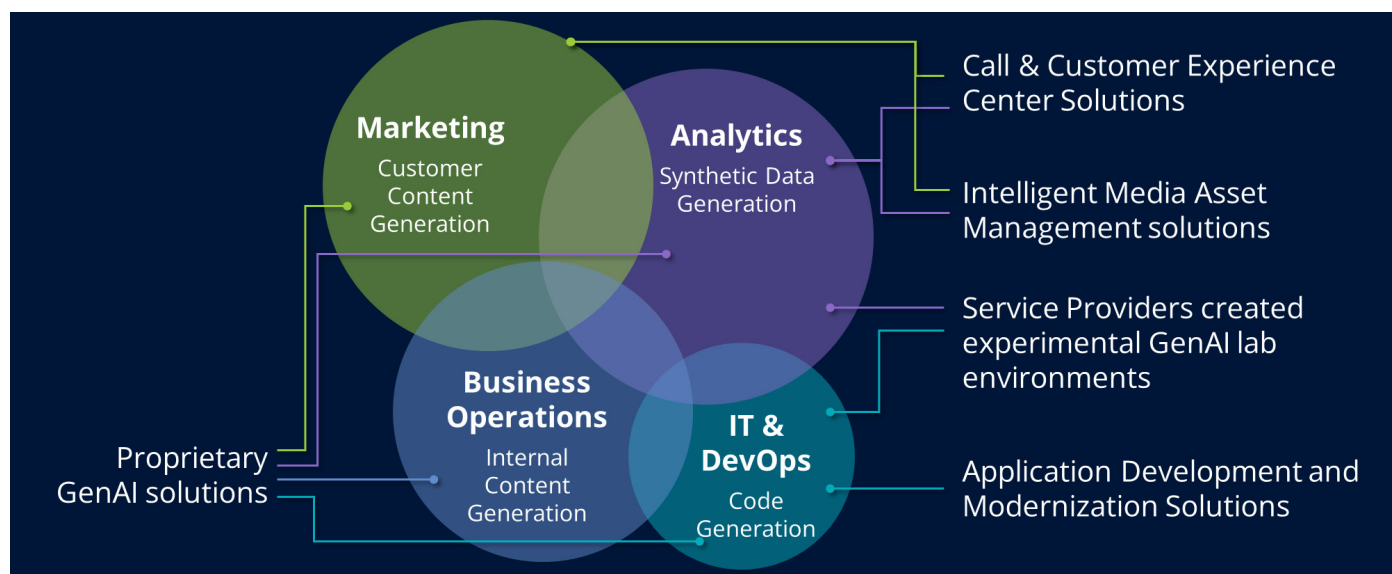 Marketing
Customer
Content
Generation
Analytics
Synthetic Data
Generation
Business
Operations
Internal
Content
Generation
IT &
DevOps
Code
Generation
Proprietary
GenAI solutions
Call & Customer Experience
Center Solutions
Intelligent Media Asset
Management solutions
Service Providers created
experimental GenAI lab
environments
Application Development and
Modernization Solutions